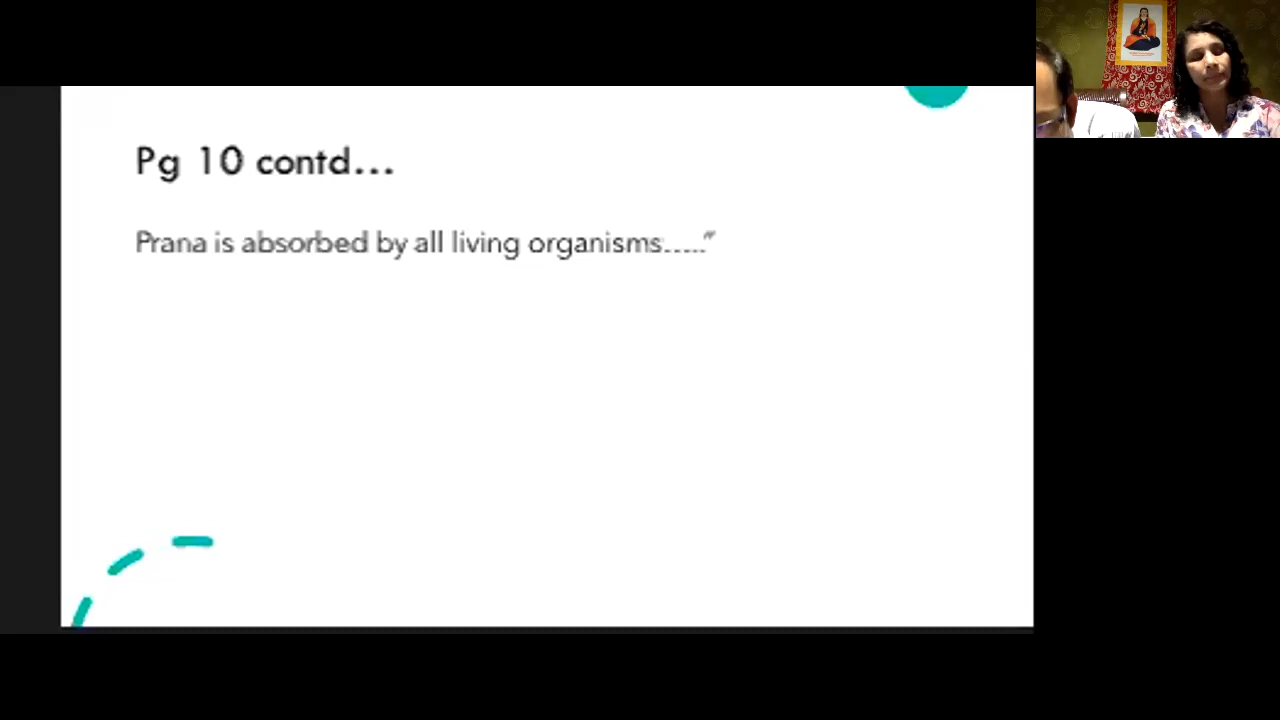 Pg 10 contd...
Prana is absorbed by all living organisms.....”